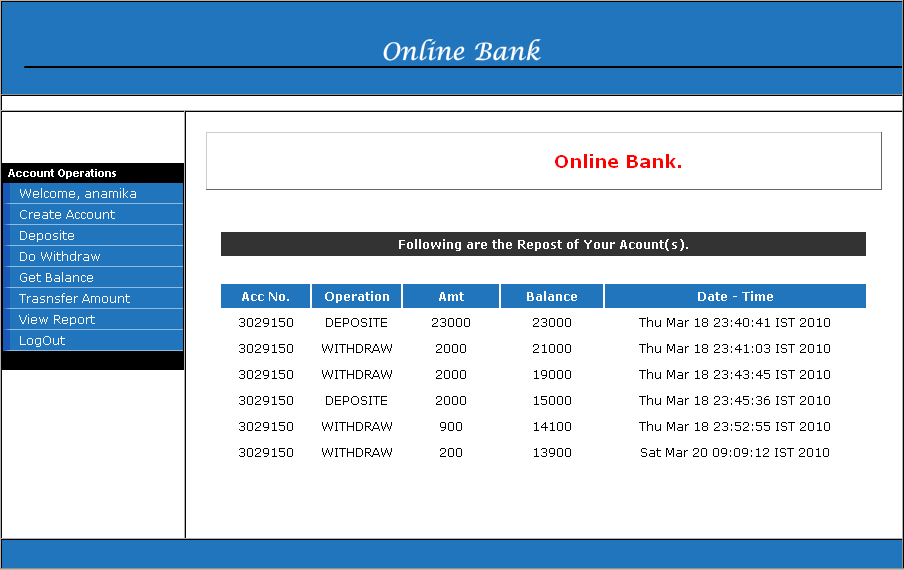 Online Bank
Account Operations
Welcome, anamika
Create Account
Deposite
Do Withdraw
Get Balance
Trasnsfer Amount
View Report
LogOut
Online Bank.
Following are the Repost of Your Acount(s).
Acc No. Operation Amt Balance Date - Time
3029150 DEPOSITE 23000 23000 Thu Mar 18 23:40:41 IST 2010
3029150 WITHDRAW 2000 21000 Thu Mar 18 23:41:03 IST 2010
3029150 WITHDRAW 2000 19000 Thu Mar 18 23:43:45 IST 2010
3029150 DEPOSITE 2000 15000 Thu Mar 18 23:45:36 IST 2010
3029150 WITHDRAW 900 14100 Thu Mar 18 23:52:55 IST 2010
3029150 WITHDRAW 200 13900 Sat Mar 20 09:09:12 IST 2010